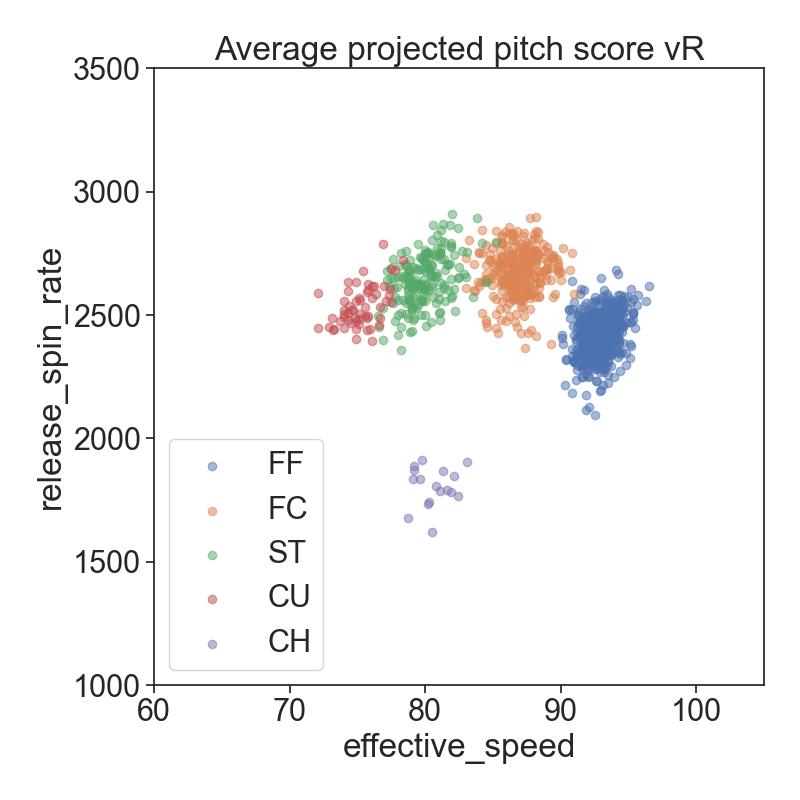 Average projected pitch score vR
3500
3000
2500
2000
1500
1000
release_spin_rate
FF
FC
ST
CU
CH
60 70 80 90 100
effective_speed